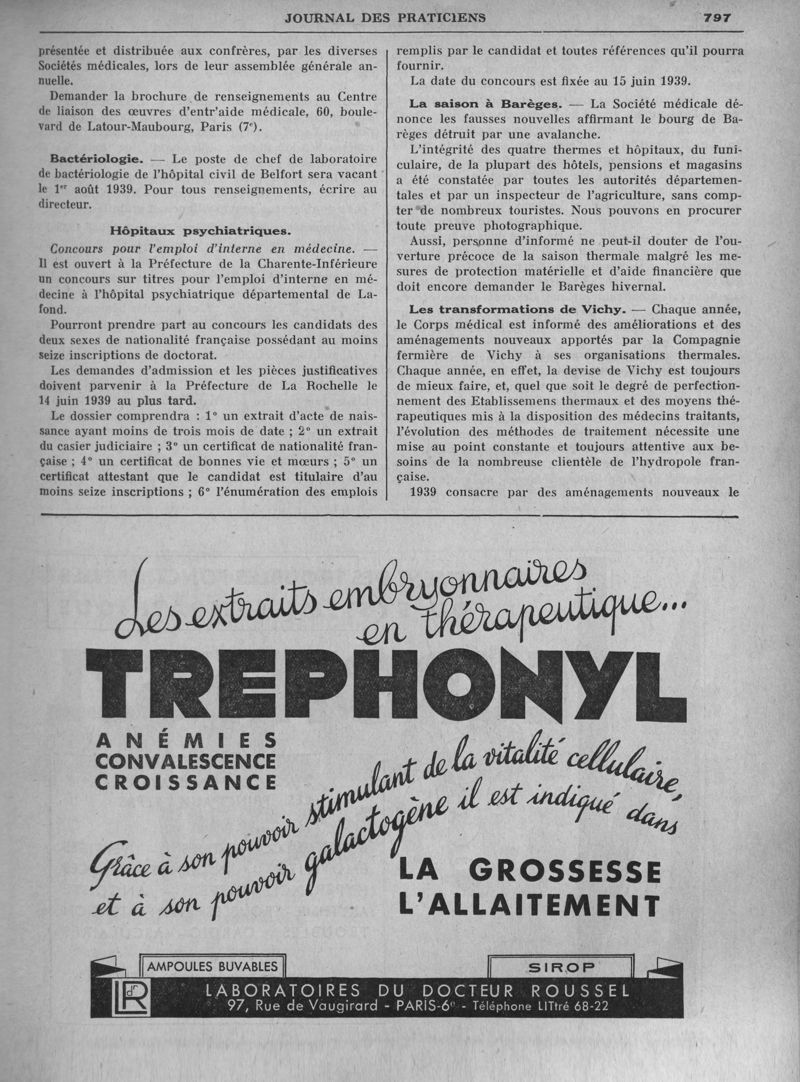 JOURNAL DES PRATICIENS 797
présentée et distribuée aux confrères, par les diverses
Sociétés médicales, lors de leur assemblée générale an-
nuelle.
Demander la brochure de renseignements au Centre
de liaison des œuvres d'entr'aide médicale, 60, boule-
vard de Latour-Maubourg, Paris (7e).
Bactériologie. — Le poste de chef de laboratoire
de bactériologie de l'hôpital civil de Belfort sera vacant
le 1er août 1939. Pour tous renseignements, écrire au
directeur.
Hôpitaux psychiatriques.
Concours pour l'emploi d'interne en médecine. —
Il est ouvert à la Préfecture de la Charente-Inférieure
un concours sur titres pour l'emploi d'interne en mé-
decine à l'hôpital psychiatrique départemental de La-
fond.
Pourront prendre part au concours les candidats des
deux sexes de nationalité française possédant au moins
seize inscriptions de doctorat.
Les demandes d'admission et les pièces justificatives
doivent parvenir à la Préfecture de La Rochelle le
14 juin 1939 au plus tard.
Le dossier comprendra : 1° un extrait d'acte de nais-
sance ayant moins de trois mois de date ; 2° un extrait
du casier judiciaire ; 3° un certificat de nationalité fran-
çaise ; 4° un certificat de bonnes vie et mœurs ; 5° un
certificat attestant que le candidat est titulaire d'au
moins seize inscriptions ; 6° l'énumération des emplois
remplis par le candidat et toutes références qu'il pourra
fournir.
La date du concours est fixée au 15 juin 1939.
La saison à Barèges. — La Société médicale dé-
nonce les fausses nouvelles affirmant le bourg de Ba-
règes détruit par une avalanche.
L'intégrité des quatre thermes et hôpitaux, du funi-
culaire, de la plupart des hôtels, pensions et magasins
a été constatée par toutes les autorités départemen-
tales et par un inspecteur de l'agriculture, sans comp-
ter de nombreux touristes. Nous pouvons en procurer
toute preuve photographique.
Aussi, personne d'informé ne peut-il douter de l'ou-
verture précoce de la saison thermale malgré les me-
sures de protection matérielle et d'aide financière que
doit encore demander le Barèges hivernal.
Les transformations de Vichy. — Chaque année,
le Corps médical est informé des améliorations et des
aménagements nouveaux apportés par la Compagnie
fermière de Vichy à ses organisations thermales.
Chaque année, en effet, la devise de Vichy est toujours
de mieux faire, et, quel que soit le degré de perfection-
nement des Etablissemens thermaux et des moyens thé-
rapeutiques mis à la disposition des médecins traitants,
l'évolution des méthodes de traitement nécessite une
mise au point constante et toujours attentive aux be-
soins de la nombreuse clientèle de l'hydropole fran-
çaise.
1939 consacre par des aménagements nouveaux le
Les extraits embryonnaires
en thérapeutique...
TREPHONYL
ANÉMIES
CONVALESCENCE
CROISSANCE
Grâce à son pouvoir stimulant de la vitalité cellulaire,
et à son pouvoir galactogène il est indiqué dans
LA GROSSESSE
L'ALLAITEMENT
AMPOULES BUVABLES
SIROP
LABORATOIRES DU DOCTEUR ROUSSEL
97, Rue de Vaugirard - PARIS-6e - Téléphone LITtré 68-22
L dr R